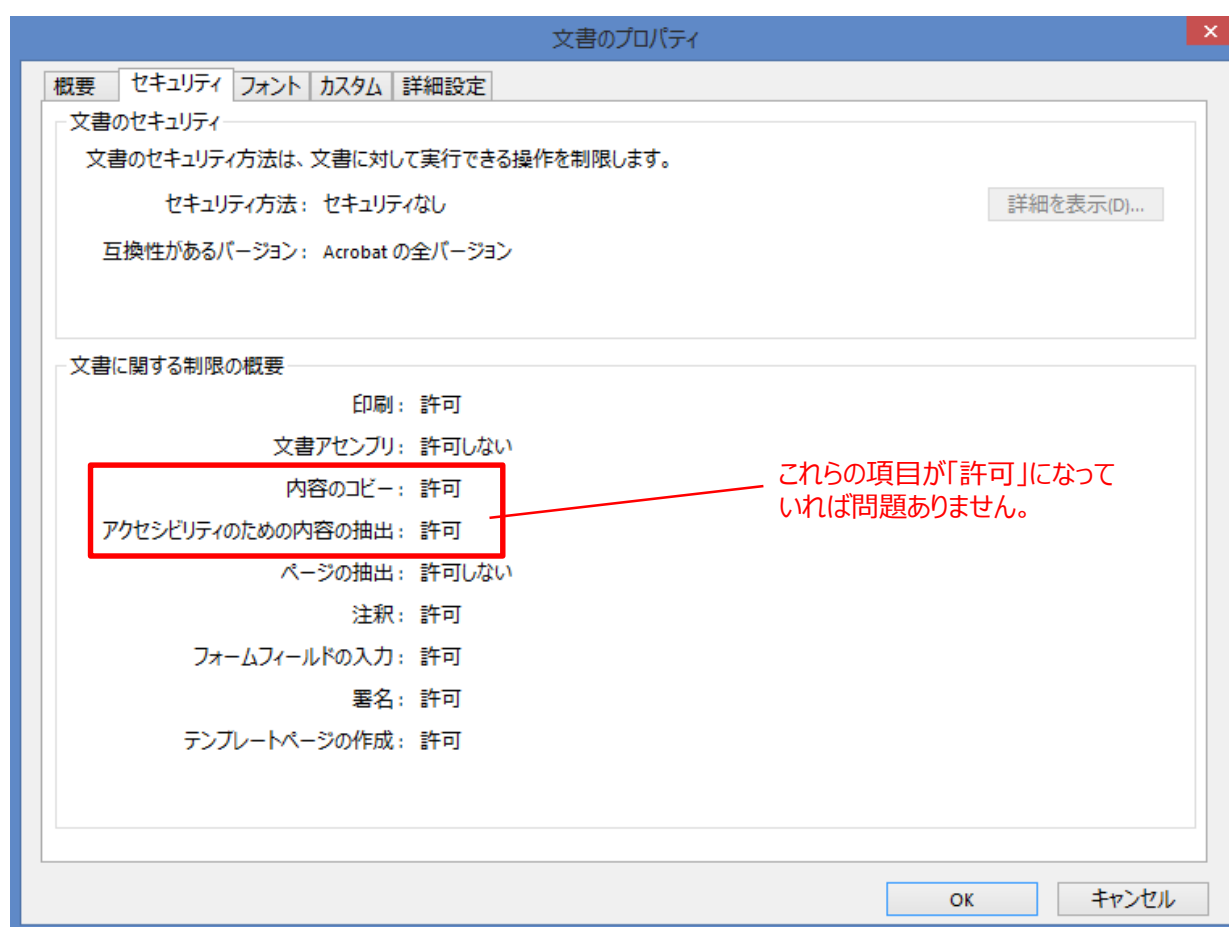 文書のプロパティ
×
概要 セキュリティ フォント カスタム 詳細設定
文書のセキュリティ
文書のセキュリティ方法は、文書に対して実行できる操作を制限します。
セキュリティ方法： セキュリティなし 詳細を表示(D)...
互換性があるバージョン： Acrobat の全バージョン
文書に関する制限の概要
印刷： 許可
文書アセンブリ： 許可しない
内容のコピー： 許可
アクセシビリティのための内容の抽出： 許可
これらの項目が「許可」になって
いれば問題ありません。
ページの抽出： 許可しない
注釈： 許可
フォームフィールドの入力： 許可
署名： 許可
テンプレートページの作成： 許可
OK キャンセル